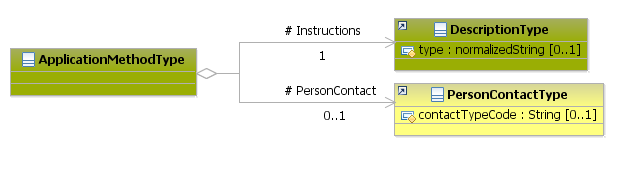 # Instructions
DescriptionType
type : normalizedString [0..1]
1
ApplicationMethodType
# PersonContact
PersonContactType
contactTypeCode : String [0..1]
0..1